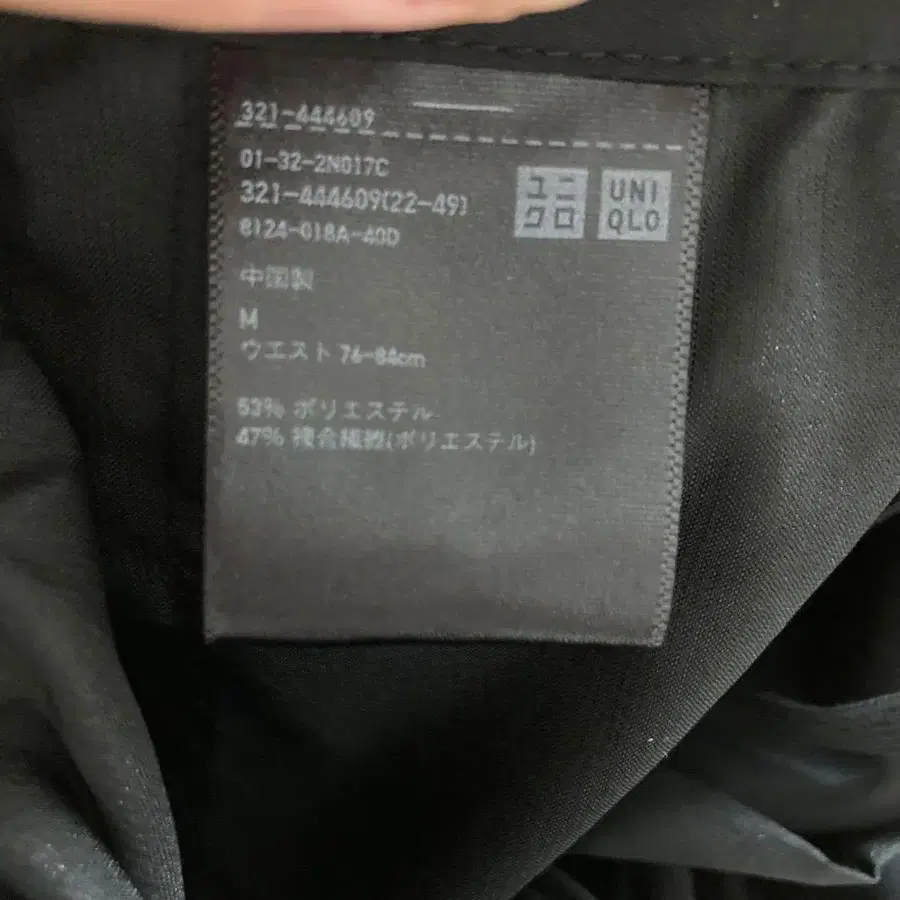 321-444609
01-32-2N017C
321-444609(22-49)
8124-018A-40D
ユニ
クロ
UNI
QLO
中国製
M
ウエスト 76-84cm
53% ポリエステル
47% 複合繊維(ポリエステル)